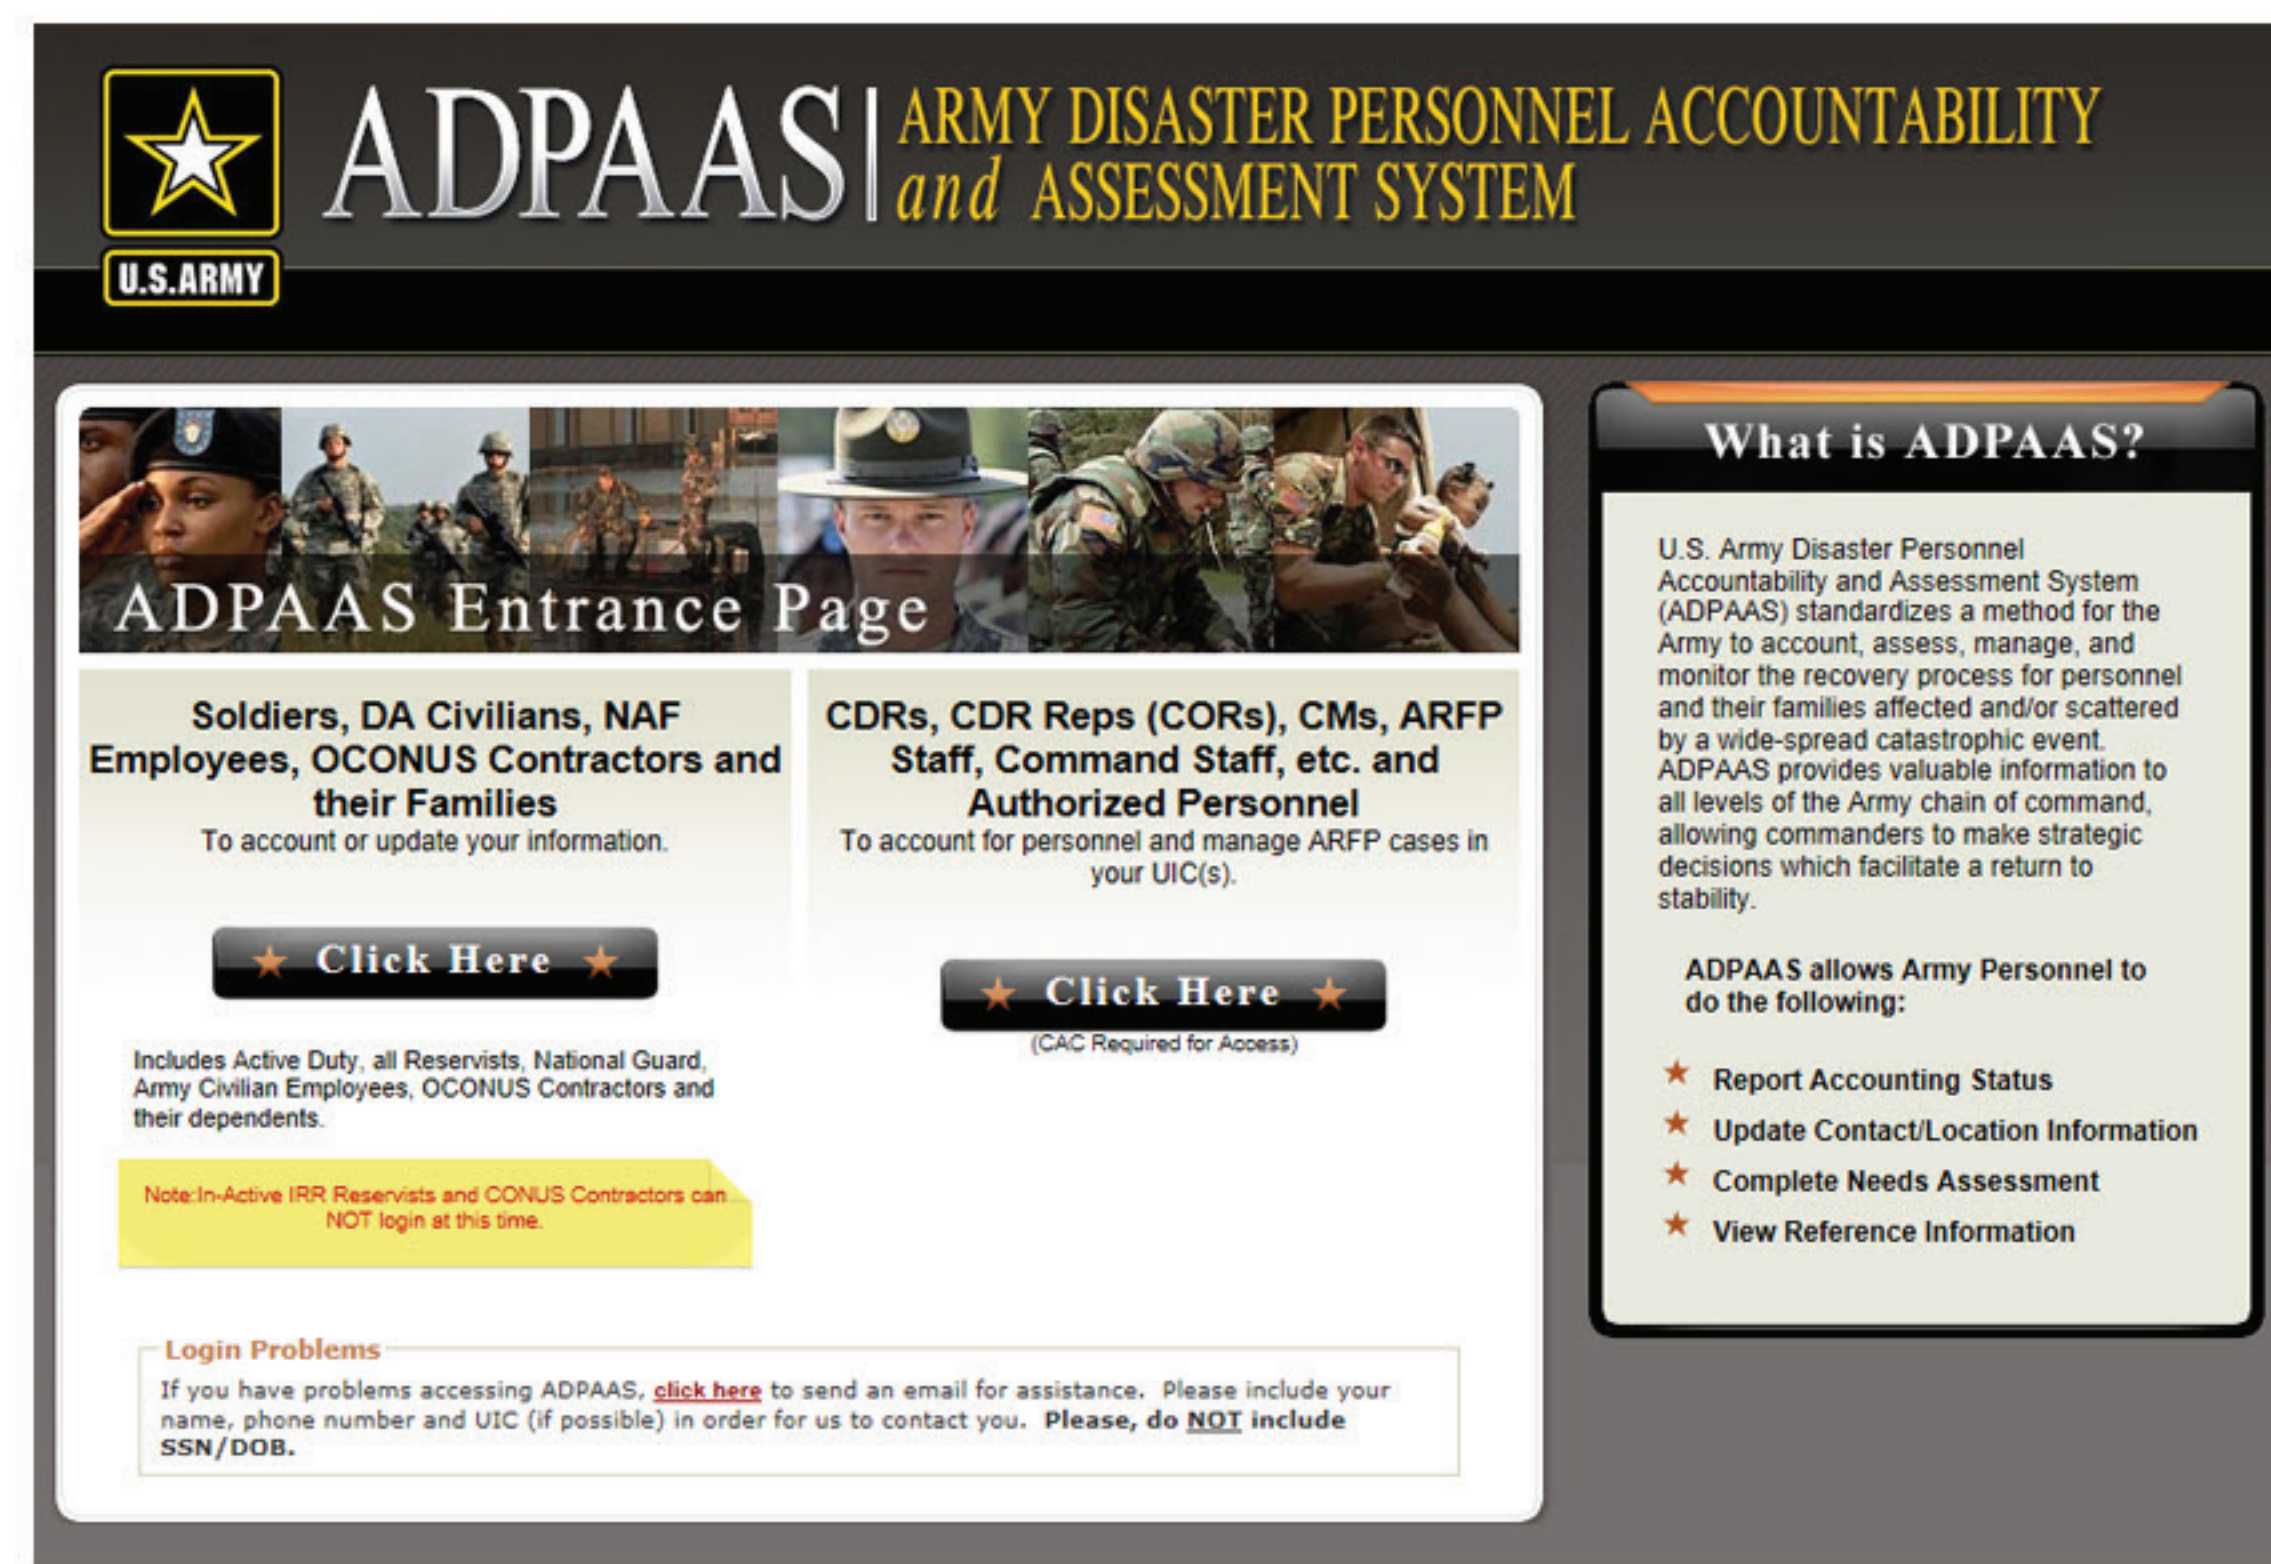 ADPAAS
ARMY DISASTER PERSONNEL ACCOUNTABILITY
and ASSESSMENT SYSTEM
U.S.ARMY
ADPAAS Entrance Page
Soldiers, DA Civilians, NAF
Employees, OCONUS Contractors and
their Families
To account or update your information.
Click Here
Includes Active Duty, all Reservists, National Guard,
Army Civilian Employees, OCONUS Contractors and
their dependents.
Note:In-Active IRR Reservists and CONUS Contractors can
NOT login at this time.
CDRs, CDR Reps (CORs), CMs, ARFP
Staff, Command Staff, etc. and
Authorized Personnel
To account for personnel and manage ARFP cases in
your UIC(s).
Click Here
(CAC Required for Access)
Login Problems
If you have problems accessing ADPAAS, click here to send an email for assistance. Please include your
name, phone number and UIC (if possible) in order for us to contact you. Please, do NOT include
SSN/DOB.
What is ADPAAS?
U.S. Army Disaster Personnel
Accountability and Assessment System
(ADPAAS) standardizes a method for the
Army to account, assess, manage, and
monitor the recovery process for personnel
and their families affected and/or scattered
by a wide-spread catastrophic event.
ADPAAS provides valuable information to
all levels of the Army chain of command,
allowing commanders to make strategic
decisions which facilitate a return to
stability.
ADPAAS allows Army Personnel to
do the following:
Report Accounting Status
Update Contact/Location Information
Complete Needs Assessment
View Reference Information